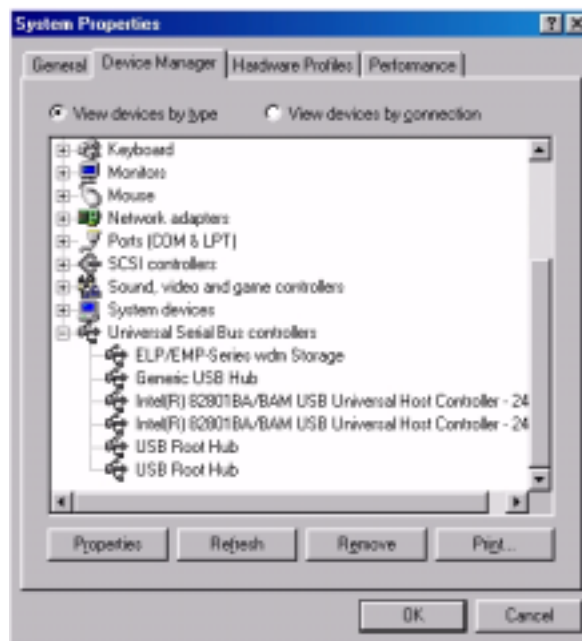 System Properties
General Device Manager Hardware Profiles Performance
View devices by type View devices by connection
Keyboard
Monitors
Mouse
Network adapters
Ports (COM & LPT)
SCSI controllers
Sound, video and game controllers
System devices
Universal Serial Bus controllers
ELP/EMP-Series wdm Storage
Generic USB Hub
Intel(R) 82801BA/BAM USB Universal Host Controller - 24
Intel(R) 82801BA/BAM USB Universal Host Controller - 24
USB Root Hub
USB Root Hub
Properties Refresh Remove Print...
OK Cancel